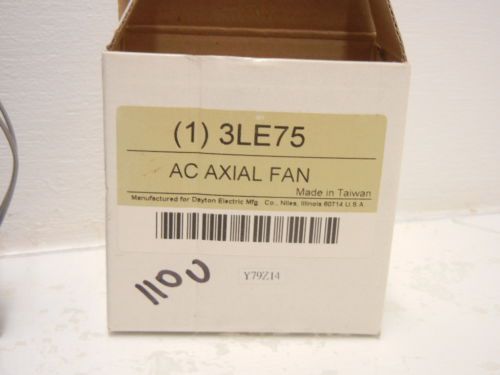 (1) 3LE75
AC AXIAL FAN
Made in Taiwan
Manufactured for Dayton Electric Mfg. Co., Niles, Illinois 60714 U.S.A.
110V
Y79Z14